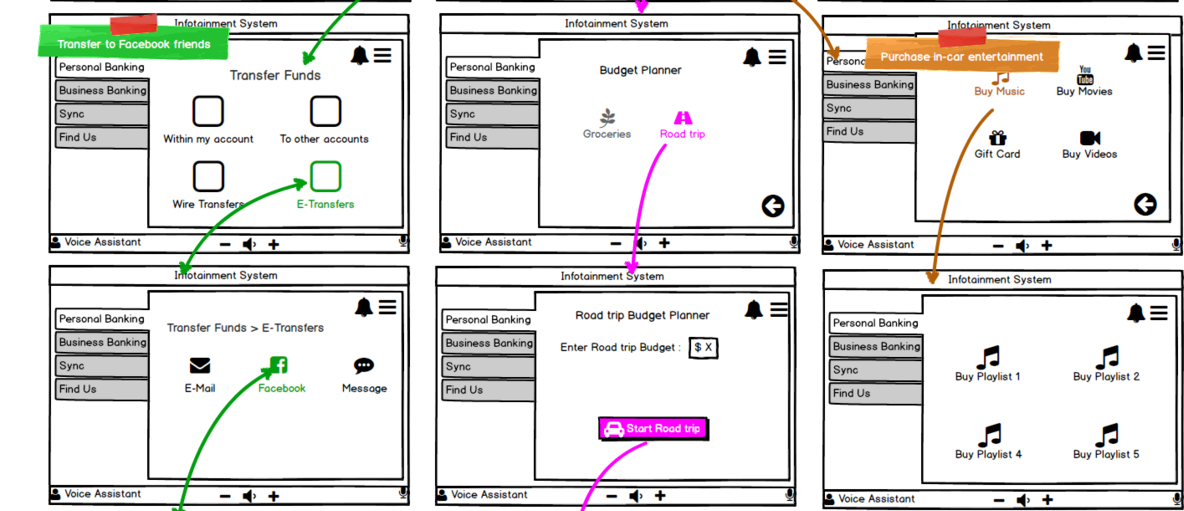 Infotainment System
Transfer to Facebook friends
Personal Banking
Business Banking
Sync
Find Us
Transfer Funds
Within my account
To other accounts
Wire Transfers
E-Transfers
Voice Assistant
Infotainment System
Personal Banking
Business Banking
Sync
Find Us
Budget Planner
Groceries
Road trip
Voice Assistant
Infotainment System
Purchase in-car entertainment
Business Banking
Sync
Find Us
Buy Music
You
Tube
Buy Movies
Gift Card
Buy Videos
Voice Assistant
Infotainment System
Personal Banking
Business Banking
Sync
Find Us
Transfer Funds > E-Transfers
E-Mail
Facebook
Message
Voice Assistant
Infotainment System
Personal Banking
Business Banking
Sync
Find Us
Road trip Budget Planner
Enter Road trip Budget : $ X
Start Road trip
Voice Assistant
Infotainment System
Personal Banking
Business Banking
Sync
Find Us
Buy Playlist 1
Buy Playlist 2
Buy Playlist 4
Buy Playlist 5
Voice Assistant